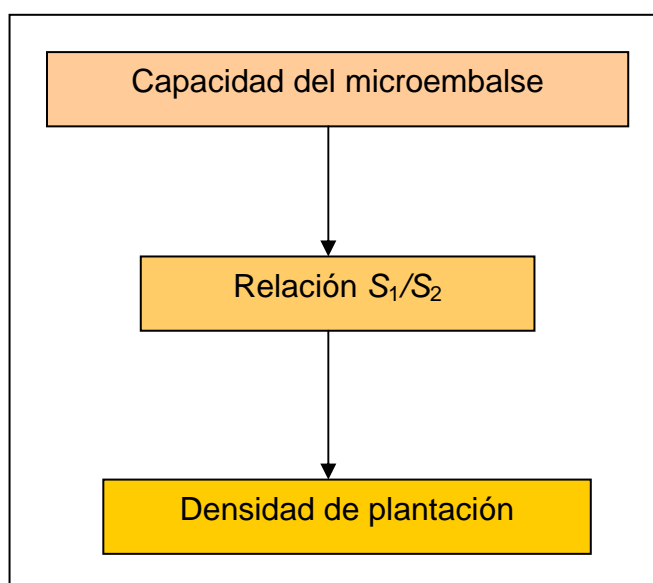 Capacidad del microembalse
Relación S₁/S₂
Densidad de plantación